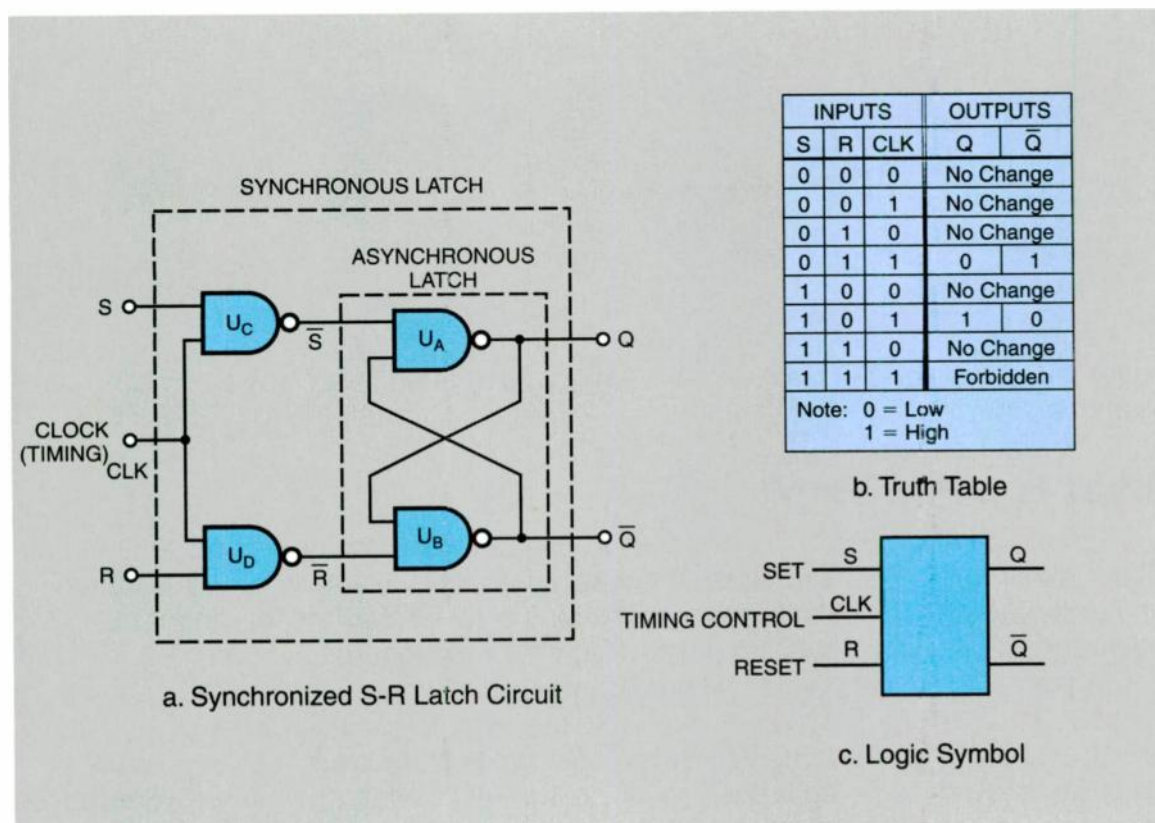 SYNCHRONOUS LATCH
ASYNCHRONOUS
LATCH
S
U_C
S̅
U_A
Q
CLOCK
(TIMING)
CLK
R
U_D
R̅
U_B
Q̅
a. Synchronized S-R Latch Circuit
INPUTS OUTPUTS
S R CLK Q Q̅
0 0 0 No Change
0 0 1 No Change
0 1 0 No Change
0 1 1 0 1
1 0 0 No Change
1 0 1 1 0
1 1 0 No Change
1 1 1 Forbidden
Note: 0 = Low
1 = High
b. Truth Table
SET S Q
TIMING CONTROL CLK
RESET R Q̅
c. Logic Symbol